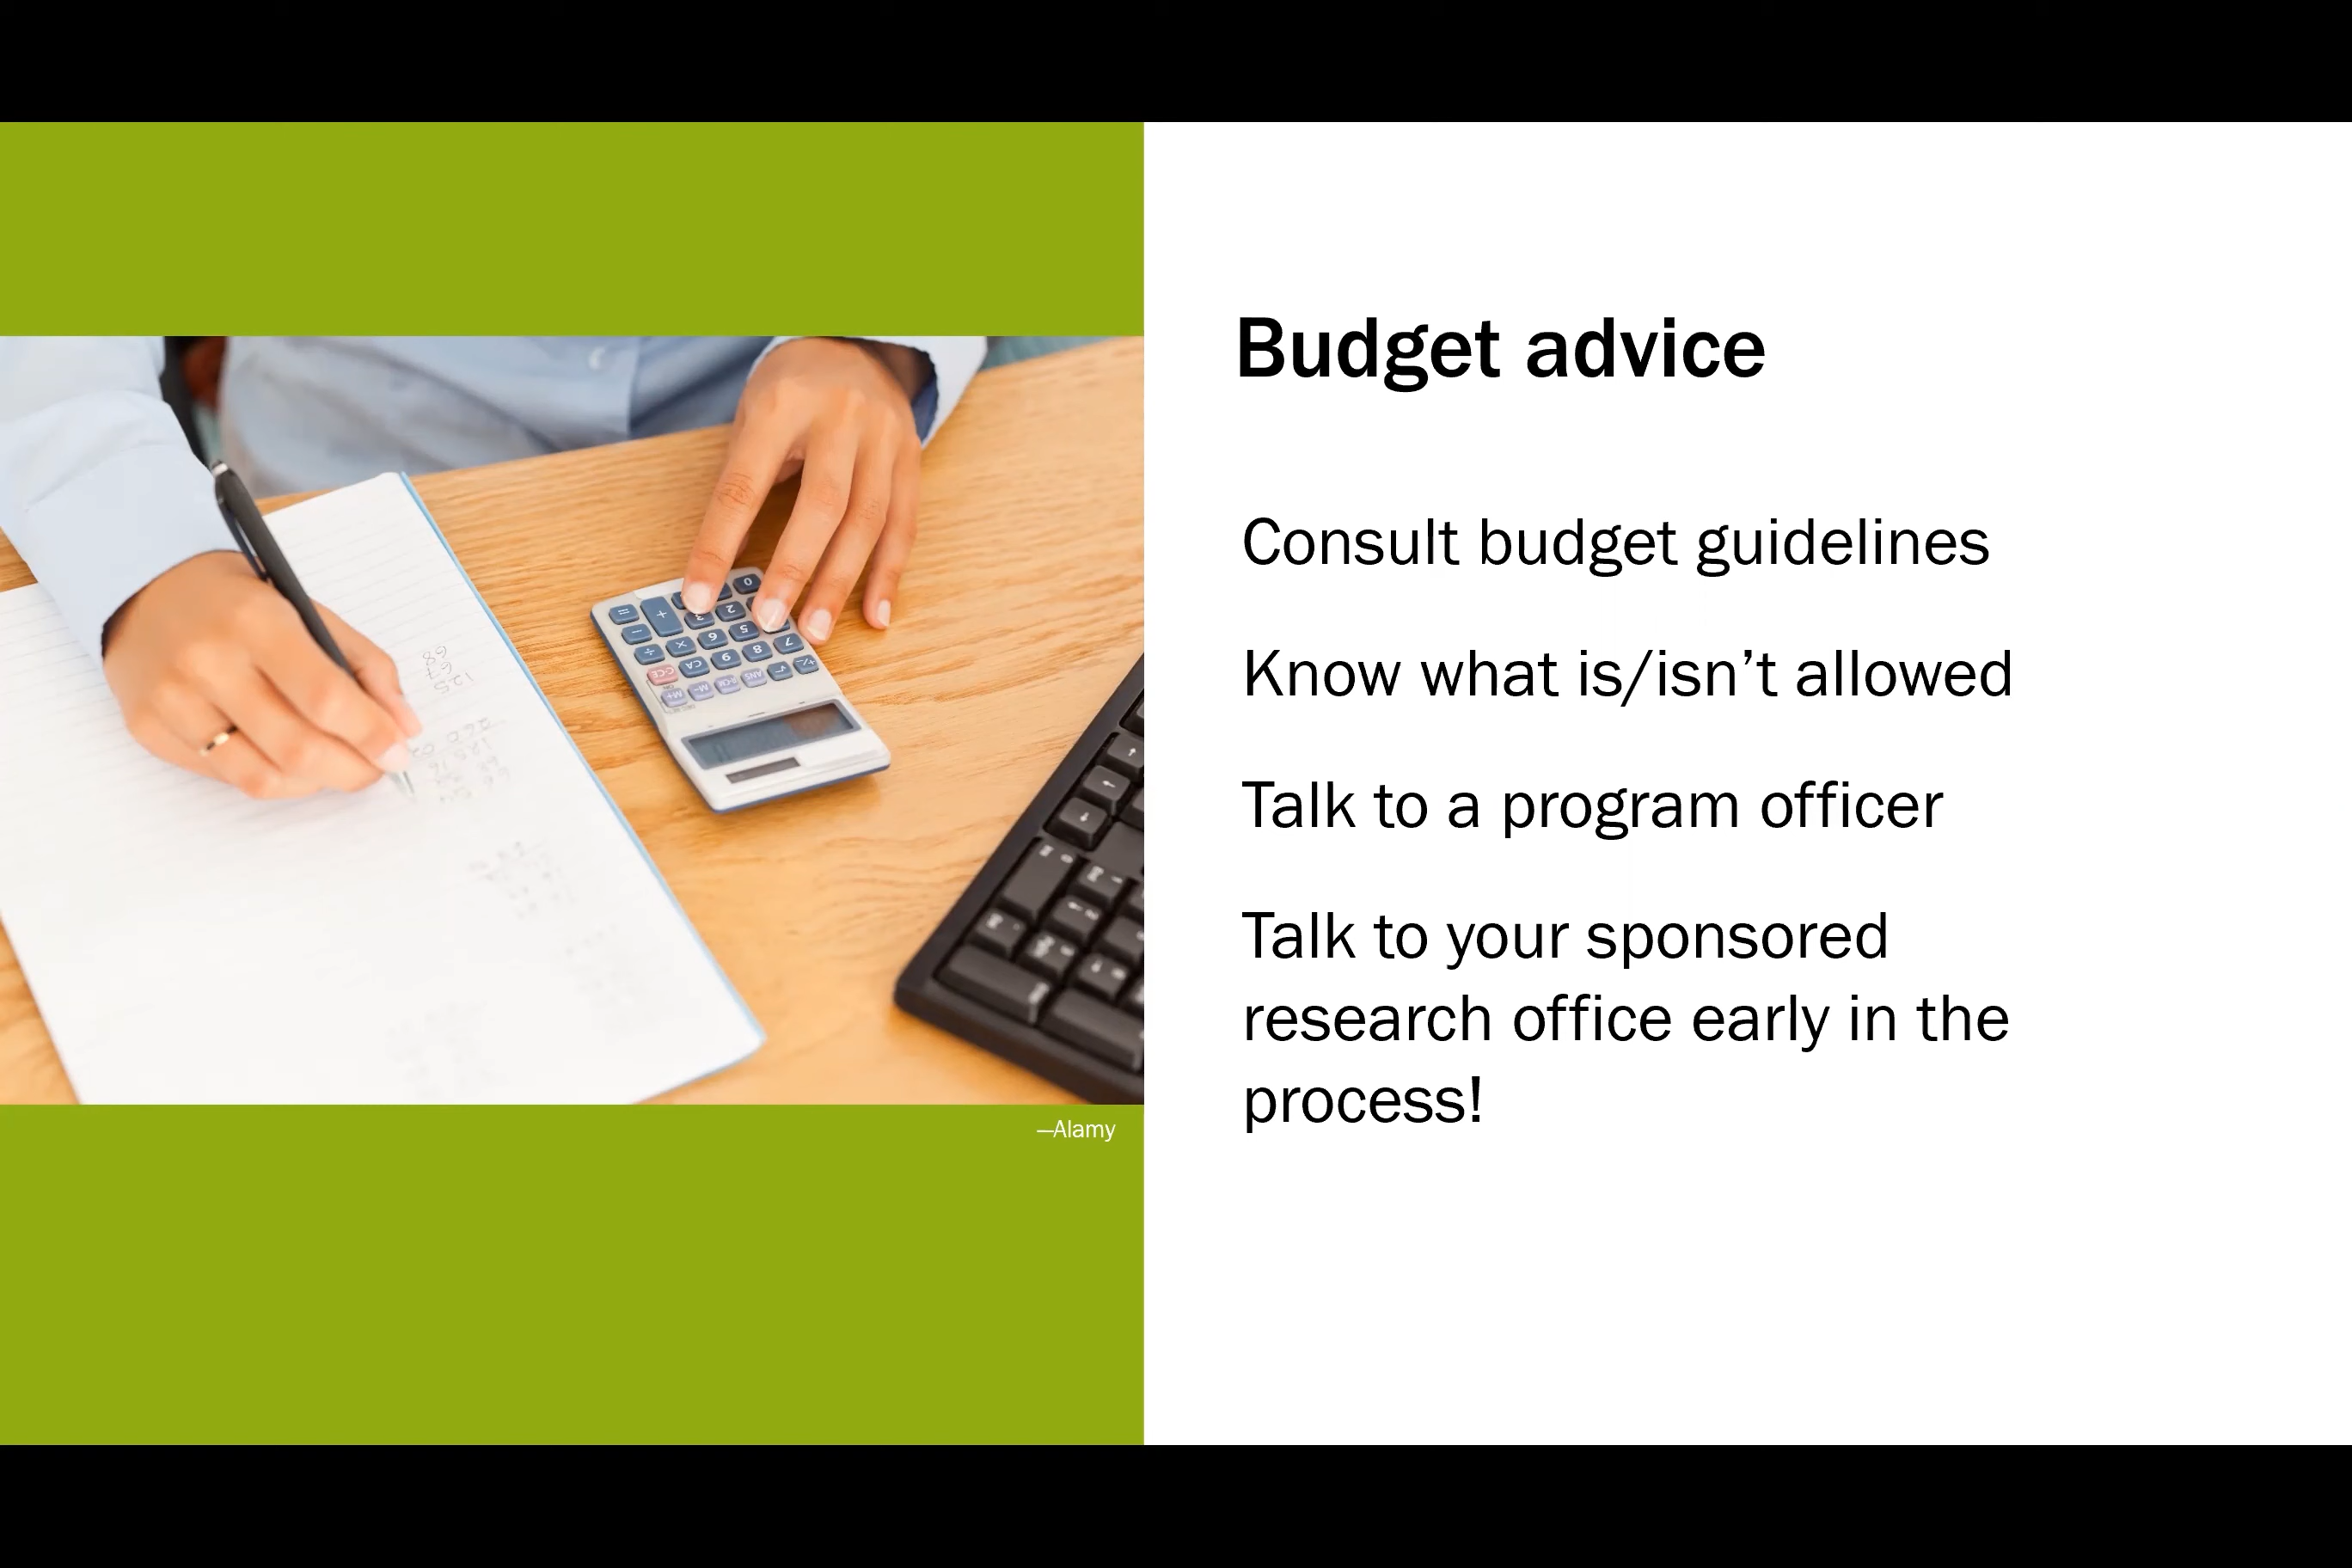 Budget advice
Consult budget guidelines
Know what is/isn’t allowed
Talk to a program officer
Talk to your sponsored
research office early in the
process!
—Alamy